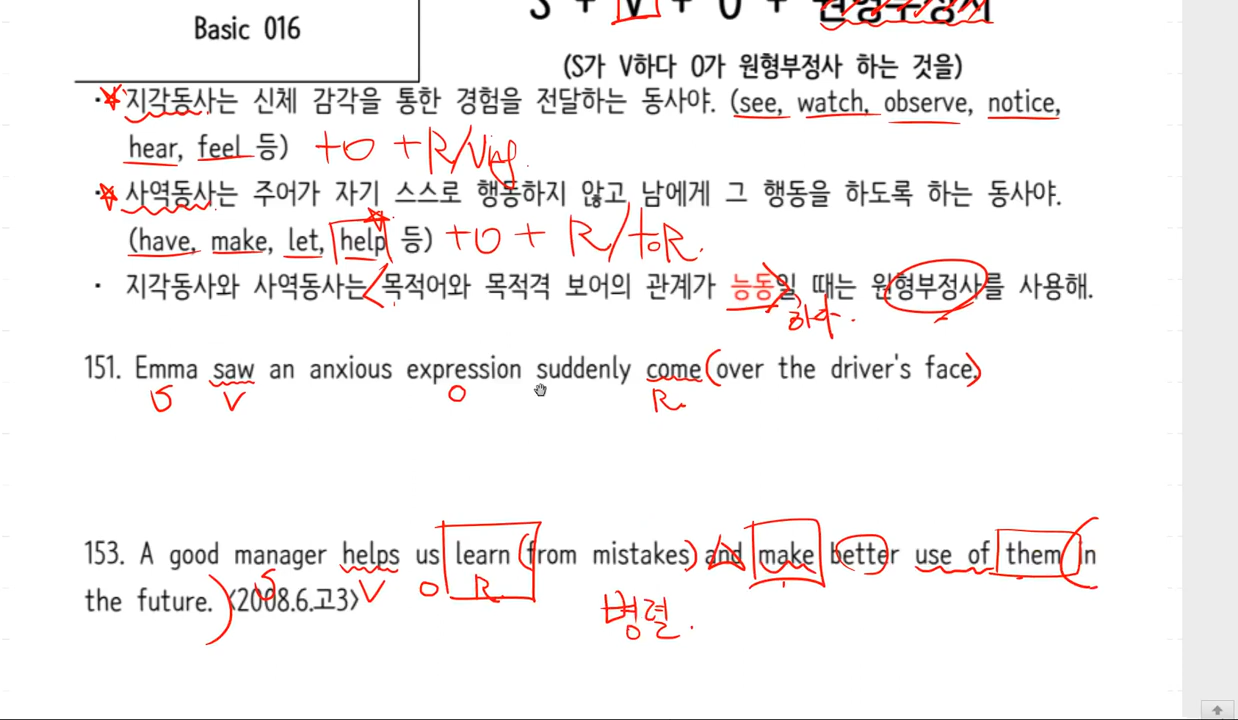 S + V + O + 원형부정사
Basic 016
(S가 V하다 O가 원형부정사 하는 것을)
· 지각동사는 신체 감각을 통한 경험을 전달하는 동사야. (see, watch, observe, notice,
hear, feel 등) +O +R/Ving.
· 사역동사는 주어가 자기 스스로 행동하지 않고 남에게 그 행동을 하도록 하는 동사야.
(have, make, let, help 등) +O + R/toR.
· 지각동사와 사역동사는 목적어와 목적격 보어의 관계가 능동일 때는 원형부정사를 사용해.
하다.
151. Emma saw an anxious expression suddenly come (over the driver's face.)
S V O R
153. A good manager helps us learn (from mistakes) and make better use of them (in
the future.) <2008.6.고3>
S V O R 병렬.